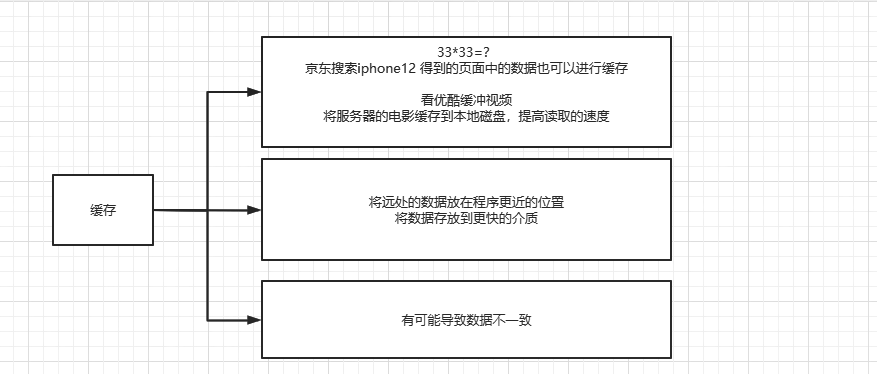 33*33=?
京东搜索iphone12 得到的页面中的数据也可以进行缓存
看优酷缓冲视频
将服务器的电影缓存到本地磁盘，提高读取的速度
缓存
将远处的数据放在程序更近的位置
将数据存放到更快的介质
有可能导致数据不一致